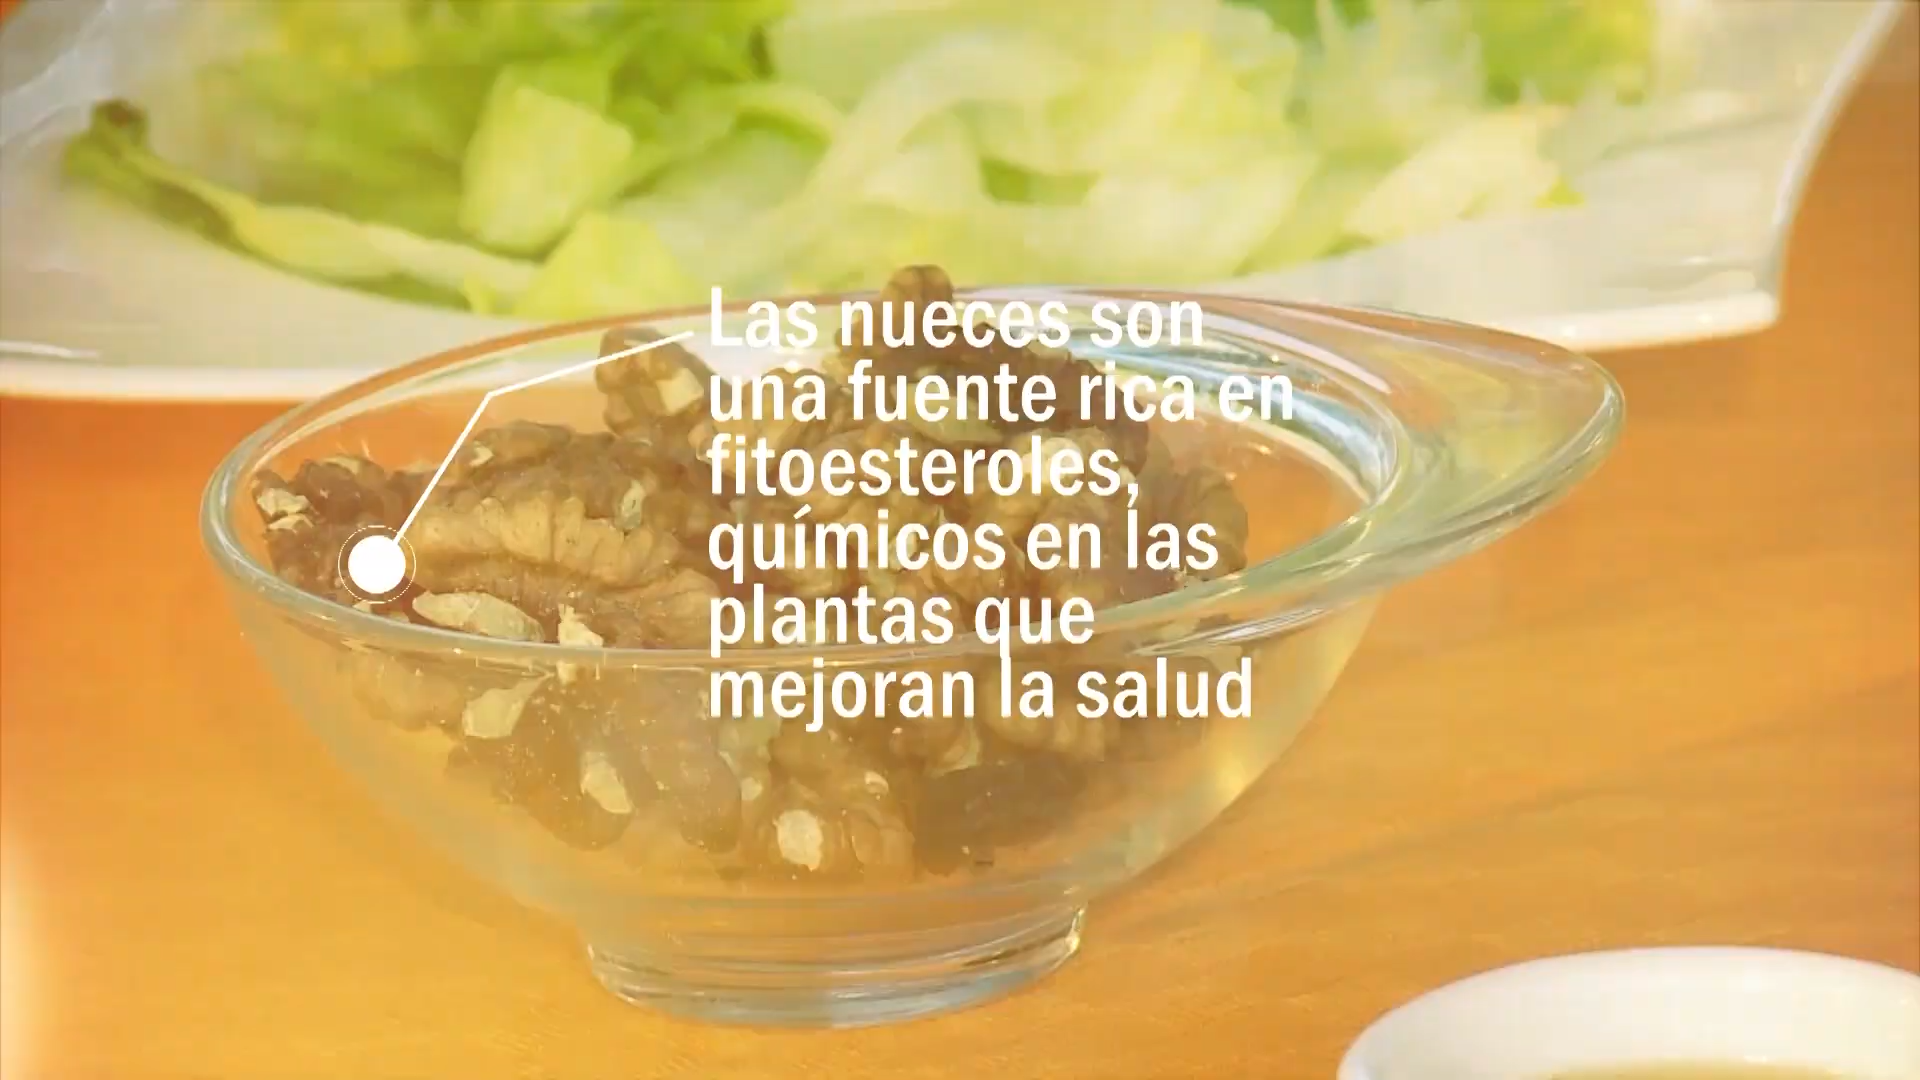 Las nueces son
una fuente rica en
fitoesteroles,
químicos en las
plantas que
mejoran la salud